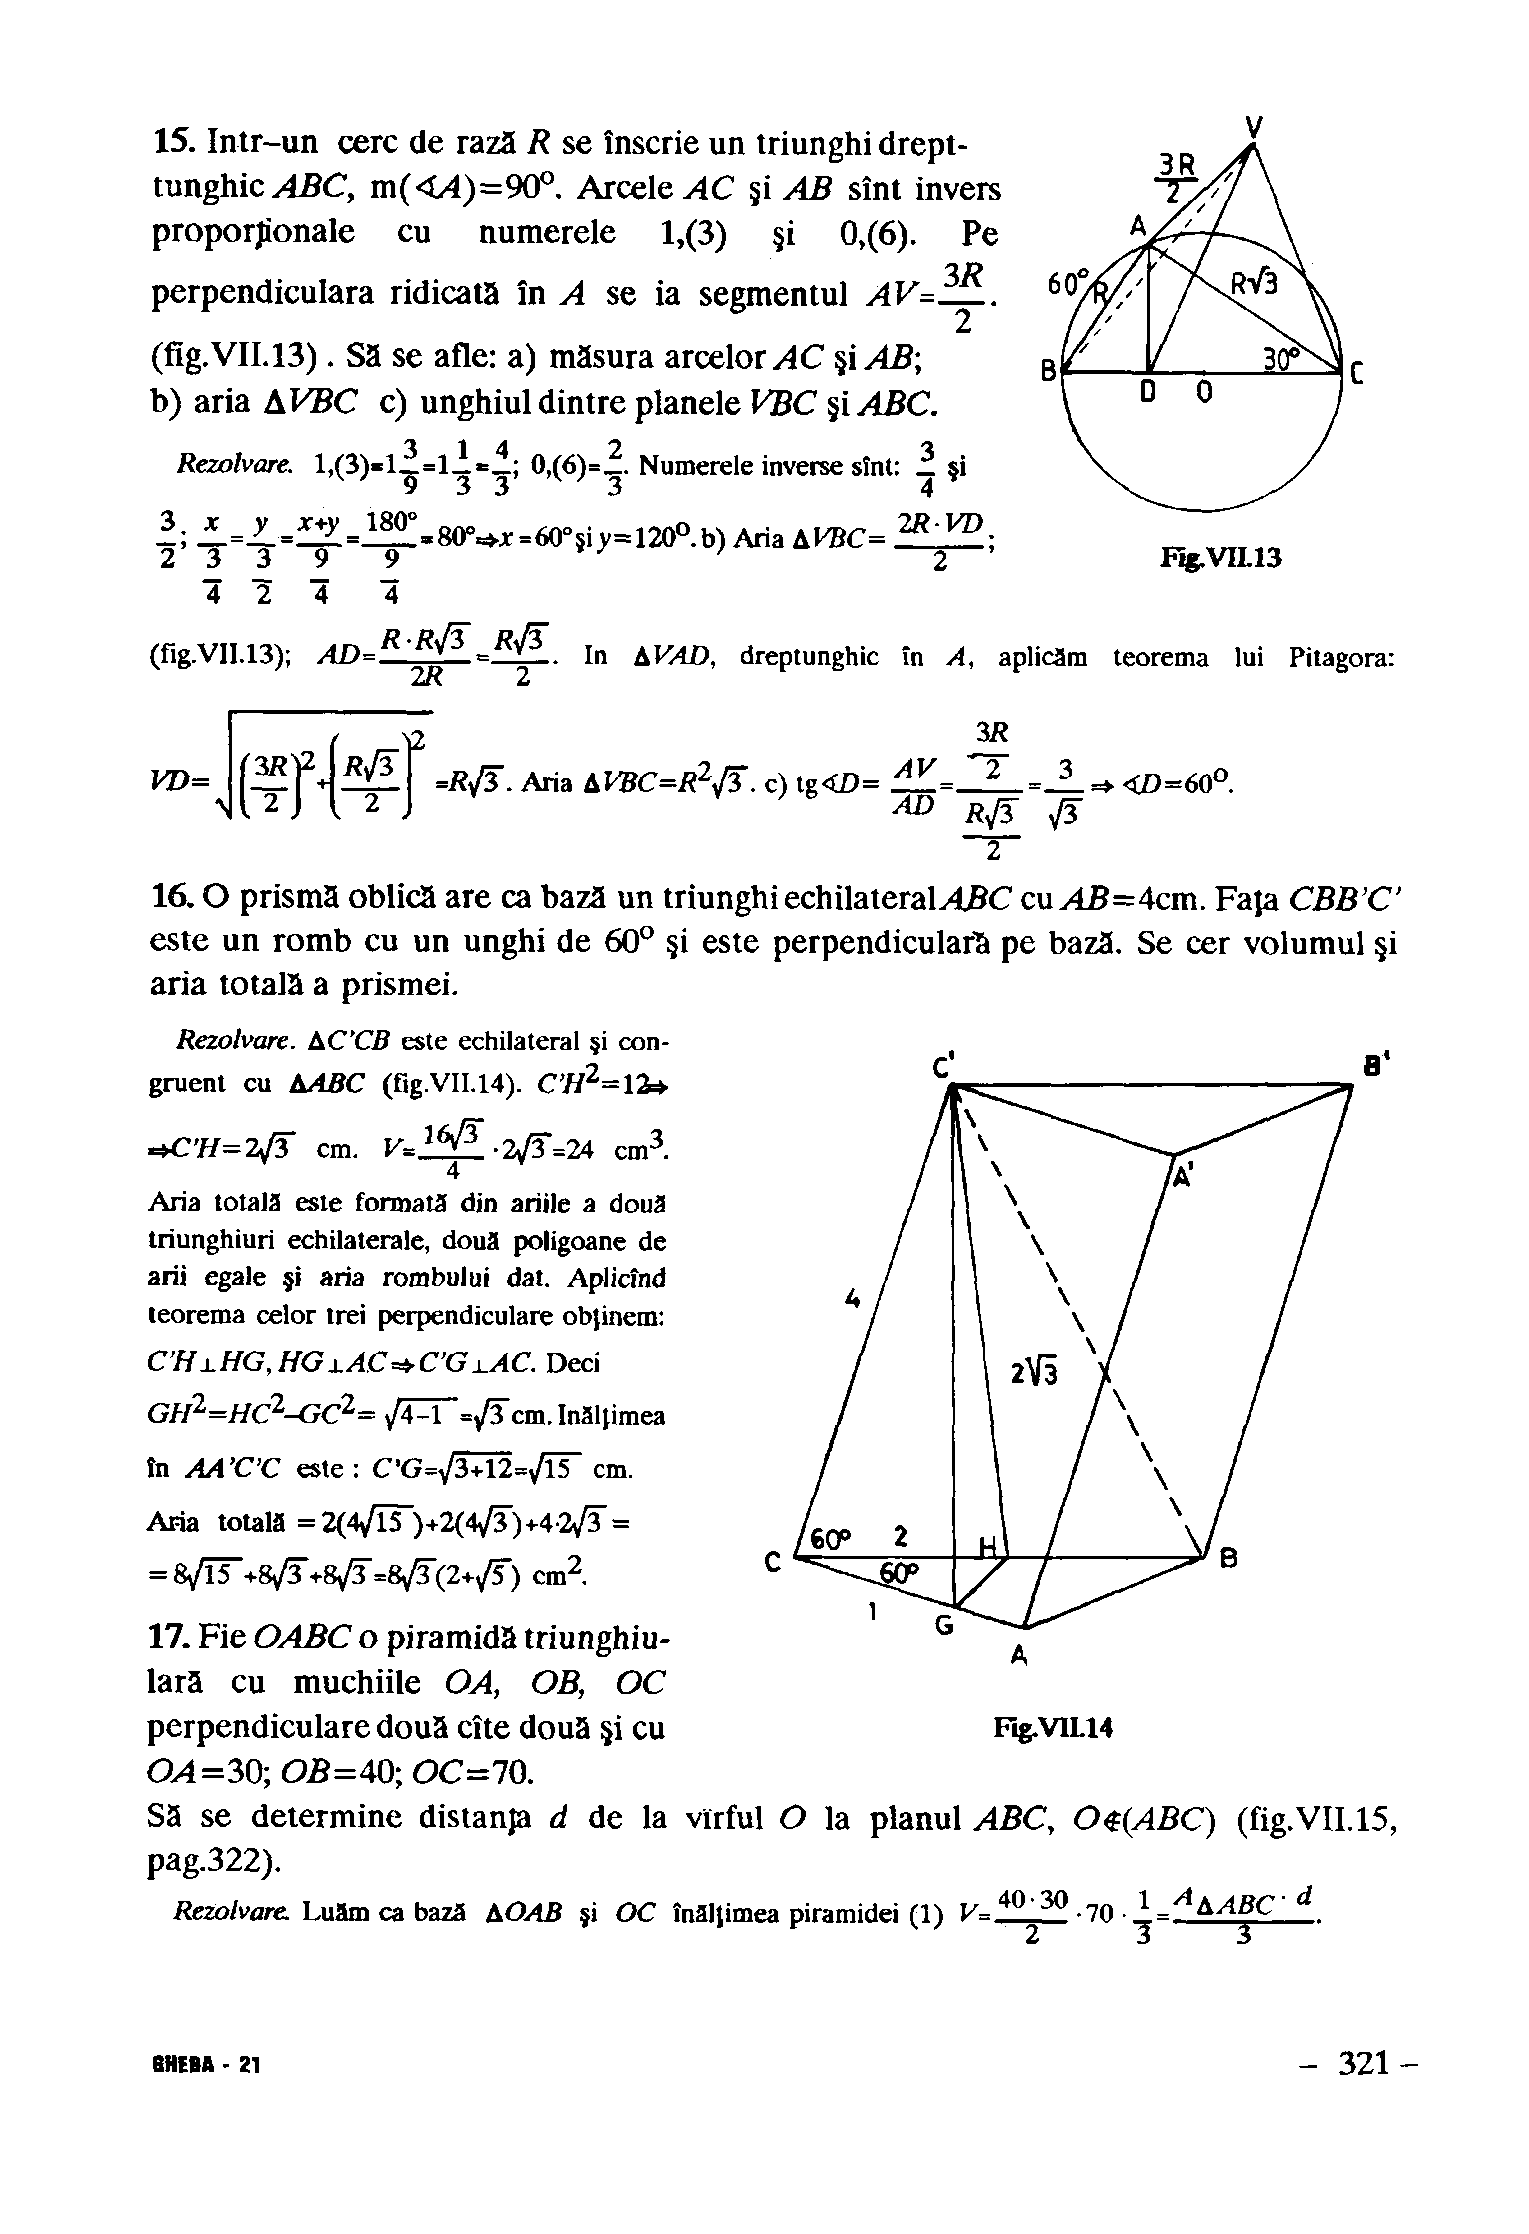 15. Intr-un cerc de rază R se înscrie un triunghi drept-
tunghic ABC, m(∢A)=90°. Arcele AC şi AB sînt invers
proporţionale cu numerele 1,(3) şi 0,(6). Pe
perpendiculara ridicată în A se ia segmentul AV=3R/2.
(fig.VII.13). Să se afle: a) măsura arcelor AC şi AB;
b) aria ΔVBC c) unghiul dintre planele VBC şi ABC.
Rezolvare. 1,(3)=1 3/9=1 1/3=4/3; 0,(6)=2/3. Numerele inverse sînt: 3/4 şi
3/2; x/(3/4)=y/(3/2)=(x+y)/(9/4)=180°/(9/4)=80°⇒x=60° şi y=120°. b) Aria ΔVBC=(2R·VD)/2;
(fig.VII.13); AD=(R·R√3)/2R=R√3/2. In ΔVAD, dreptunghic în A, aplicăm teorema lui Pitagora:
VD=√((3R/2)²+(R√3/2)²)=R√3. Aria ΔVBC=R²√3. c) tg∢D=AV/AD=(3R/2)/(R√3/2)=3/√3⇒∢D=60°.
V
3R/2
A
60°
R
R√3
30°
B
D
O
C
Fig.VII.13
16. O prismă oblică are ca bază un triunghi echilateral ABC cu AB=4cm. Faţa CBB'C'
este un romb cu un unghi de 60° şi este perpendiculară pe bază. Se cer volumul şi
aria totală a prismei.
Rezolvare. ΔC'CB este echilateral şi con-
gruent cu ΔABC (fig.VII.14). C'H²=12⇒
⇒C'H=2√3 cm. V=16√3/4·2√3=24 cm³.
Aria totală este formată din ariile a două
triunghiuri echilaterale, două poligoane de
arii egale şi aria rombului dat. Aplicînd
teorema celor trei perpendiculare obţinem:
C'H⊥HG, HG⊥AC⇒C'G⊥AC. Deci
GH²=HC²-GC²=√(4-1)=√3 cm. Inălţimea
în AA'C'C este: C'G=√(3+12)=√15 cm.
Aria totală =2(4√15)+2(4√3)+4·2√3=
=8√15+8√3+8√3=8√3(2+√5) cm².
C'
B'
A'
4
2√3
60°
2
H
C
60°
B
1
G
A
Fig.VII.14
17. Fie OABC o piramidă triunghiu-
lară cu muchiile OA, OB, OC
perpendiculare două cîte două şi cu
OA=30; OB=40; OC=70.
Să se determine distanţa d de la vîrful O la planul ABC, O∉(ABC) (fig.VII.15,
pag.322).
Rezolvare. Luăm ca bază ΔOAB şi OC înălţimea piramidei (1) V=(40·30)/2·70·1/3=(A_ΔABC·d)/3.
GHEBA - 21
- 321 -